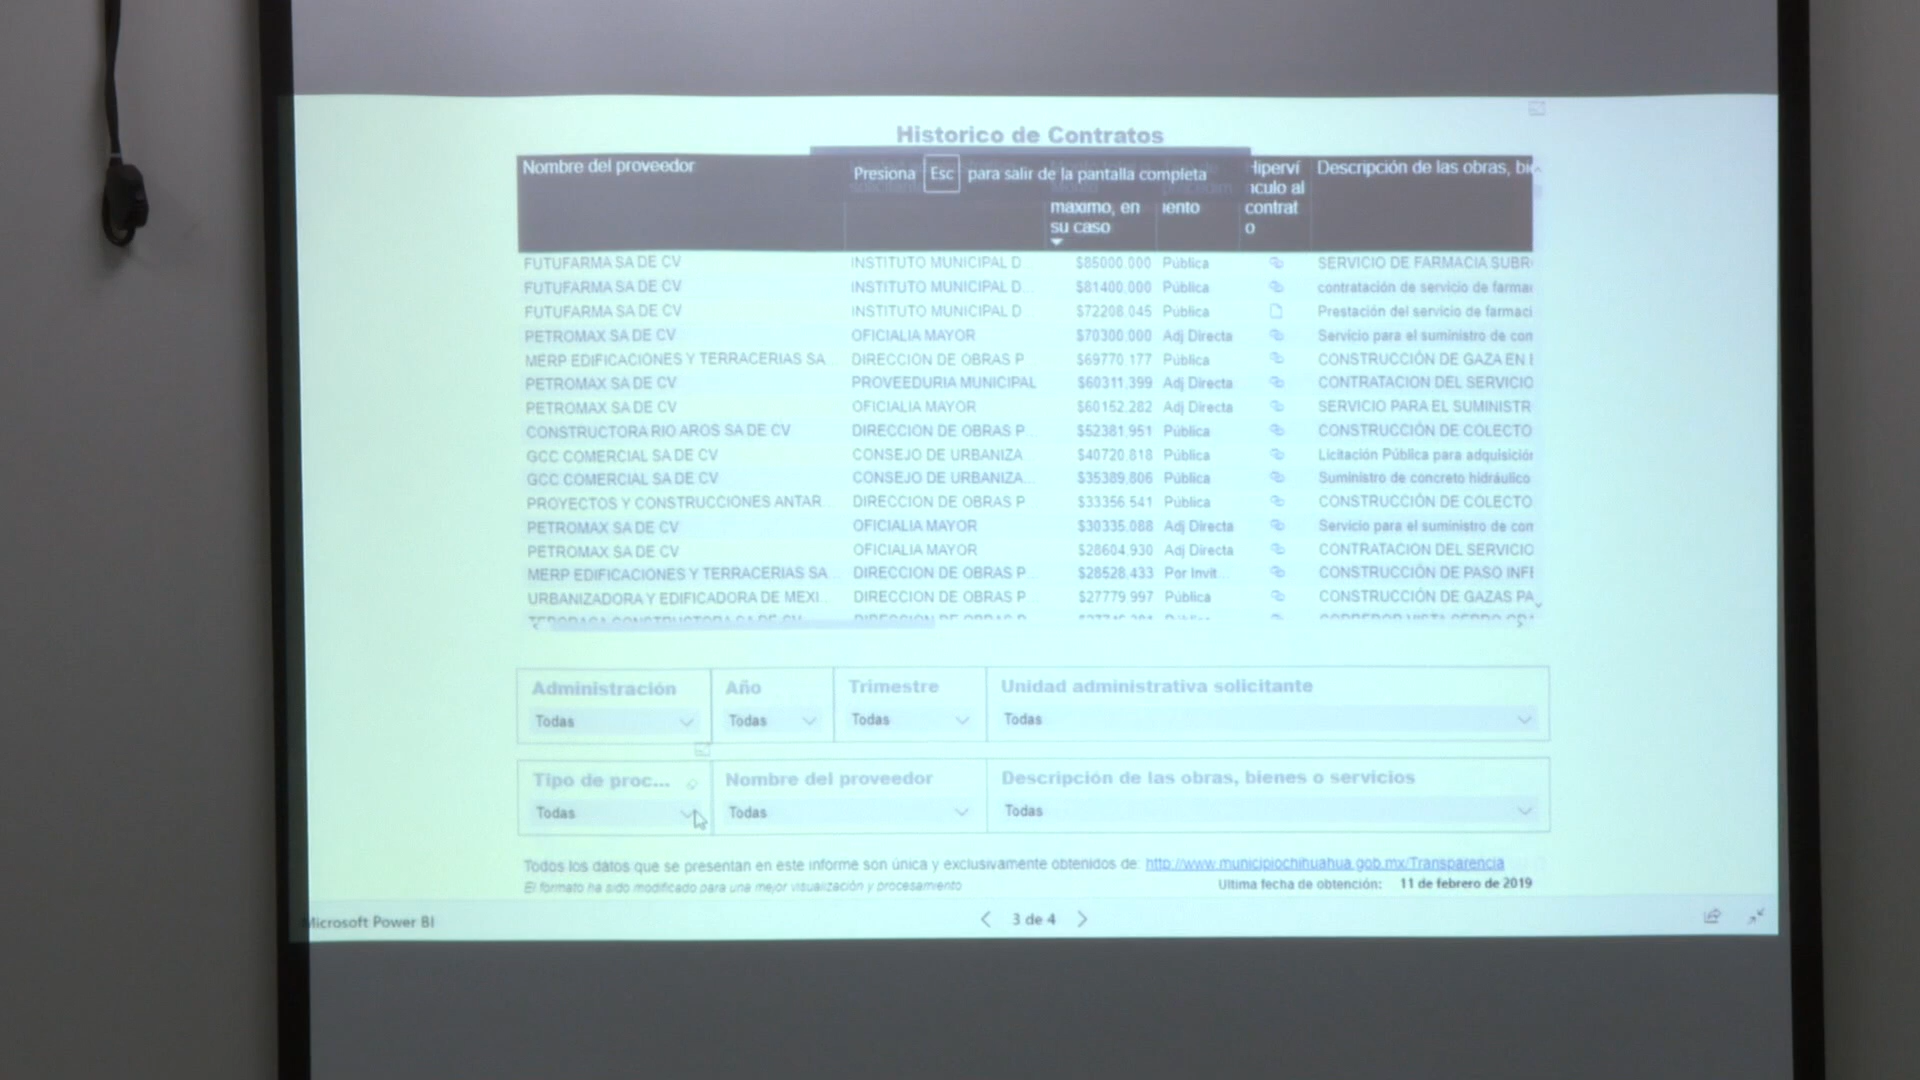 Historico de Contratos
Nombre del proveedor
Presiona Esc para salir de la pantalla completa
maximo, en su caso
iento
Hipervínculo al contrato
Descripción de las obras, bie
FUTUFARMA SA DE CV INSTITUTO MUNICIPAL D $85000.000 Pública SERVICIO DE FARMACIA SUBR
FUTUFARMA SA DE CV INSTITUTO MUNICIPAL D... $81400.000 Pública contratación de servicio de farmac
FUTUFARMA SA DE CV INSTITUTO MUNICIPAL D $72208.045 Pública Prestación del servicio de farmaci
PETROMAX SA DE CV OFICIALIA MAYOR $70300.000 Adj Directa Servicio para el suministro de com
MERP EDIFICACIONES Y TERRACERIAS SA... DIRECCION DE OBRAS P $69770.177 Pública CONSTRUCCIÓN DE GAZA EN E
PETROMAX SA DE CV PROVEEDURIA MUNICIPAL $60311.399 Adj Directa CONTRATACION DEL SERVICIO
PETROMAX SA DE CV OFICIALIA MAYOR $60152.282 Adj Directa SERVICIO PARA EL SUMINISTR
CONSTRUCTORA RIO AROS SA DE CV DIRECCION DE OBRAS P... $52381.951 Pública CONSTRUCCIÓN DE COLECTO
GCC COMERCIAL SA DE CV CONSEJO DE URBANIZA $40720.818 Pública Licitación Pública para adquisición
GCC COMERCIAL SA DE CV CONSEJO DE URBANIZA... $35389.806 Pública Suministro de concreto hidráulico
PROYECTOS Y CONSTRUCCIONES ANTAR... DIRECCION DE OBRAS P $33356.541 Pública CONSTRUCCIÓN DE COLECTO
PETROMAX SA DE CV OFICIALIA MAYOR $30335.088 Adj Directa Servicio para el suministro de com
PETROMAX SA DE CV OFICIALIA MAYOR $28604.930 Adj Directa CONTRATACION DEL SERVICIO
MERP EDIFICACIONES Y TERRACERIAS SA... DIRECCION DE OBRAS P... $28528.433 Por Invit... CONSTRUCCIÓN DE PASO INFE
URBANIZADORA Y EDIFICADORA DE MEXI... DIRECCION DE OBRAS P... $27779.997 Pública CONSTRUCCIÓN DE GAZAS PA
Administración Año Trimestre Unidad administrativa solicitante
Todas Todas Todas Todas
Tipo de proc... Nombre del proveedor Descripción de las obras, bienes o servicios
Todas Todas Todas
Todos los datos que se presentan en este informe son única y exclusivamente obtenidos de: http://www.municipiochihuahua.gob.mx/Transparencia
El formato ha sido modificado para una mejor visualización y procesamiento
Ultima fecha de obtención: 11 de febrero de 2019
Microsoft Power BI
3 de 4